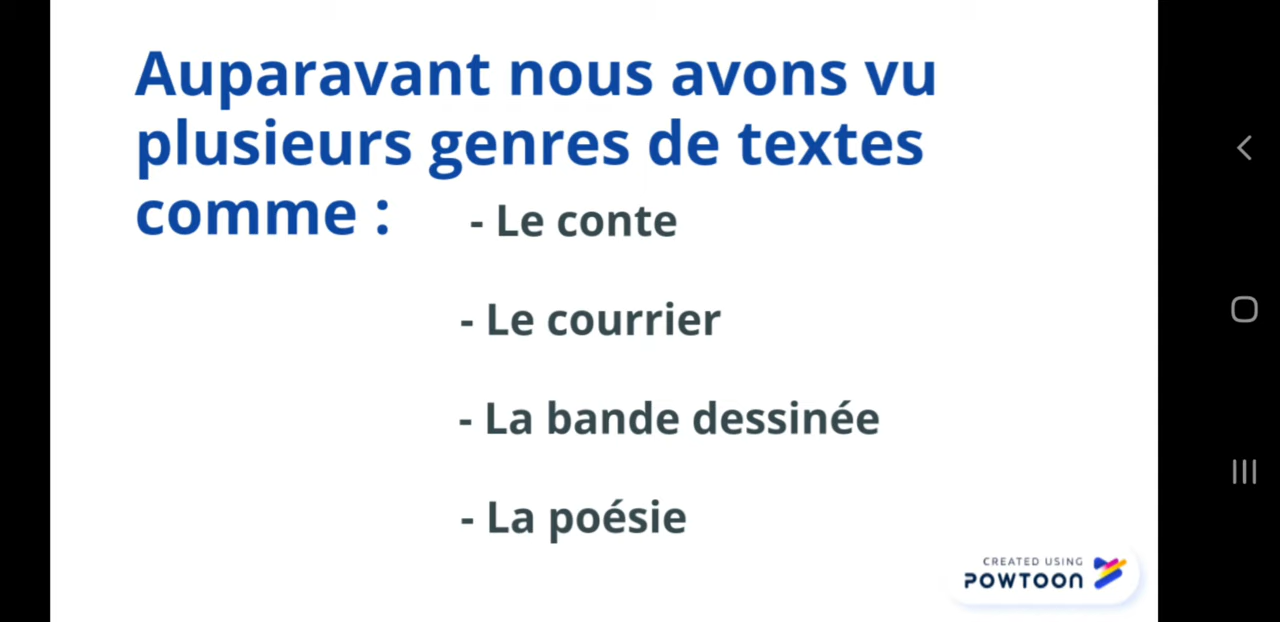 Auparavant nous avons vu
plusieurs genres de textes
comme :
- Le conte
- Le courrier
- La bande dessinée
- La poésie
CREATED USING
POWTOON